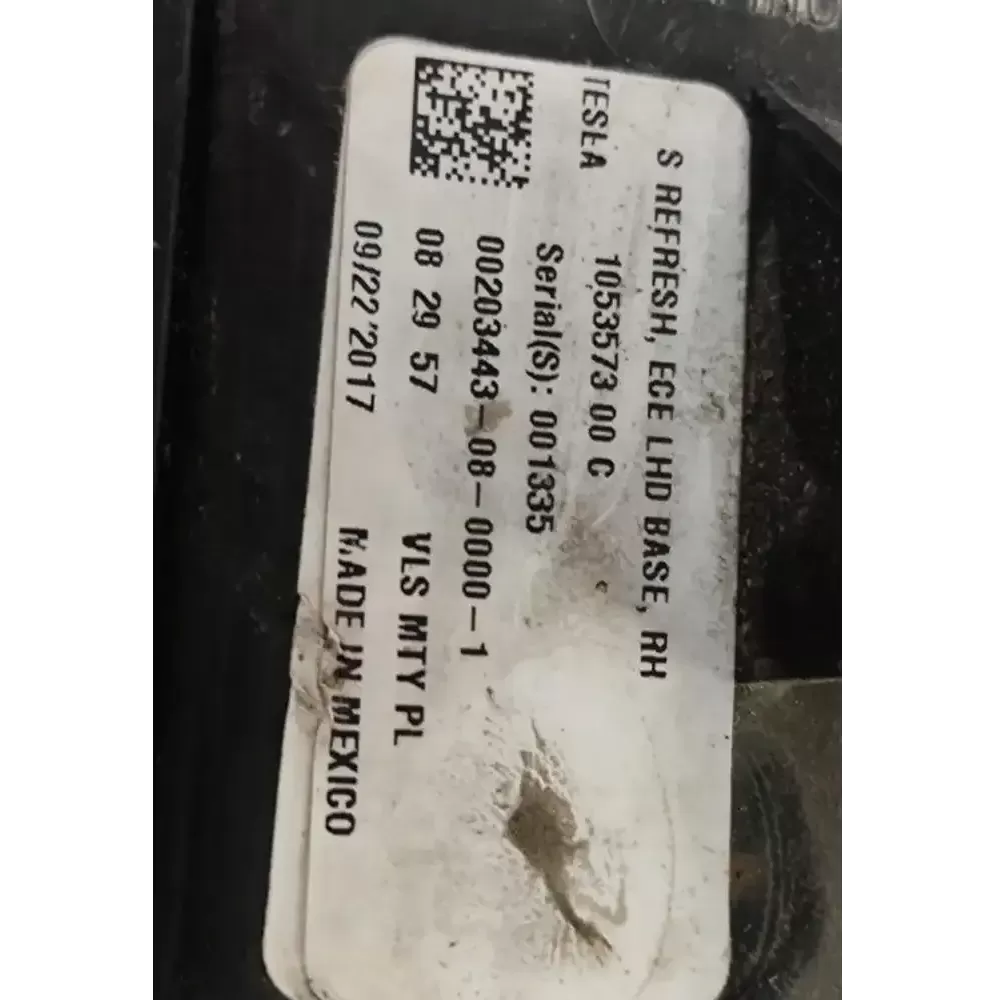 S REFRESH, ECE LHD BASE, RH
TESLA 1053573 00 C
Serial(S): 001335
00203443-08-0000-1
08 29 57 VLS MTY PL
09/22'2017 MADE IN MEXICO